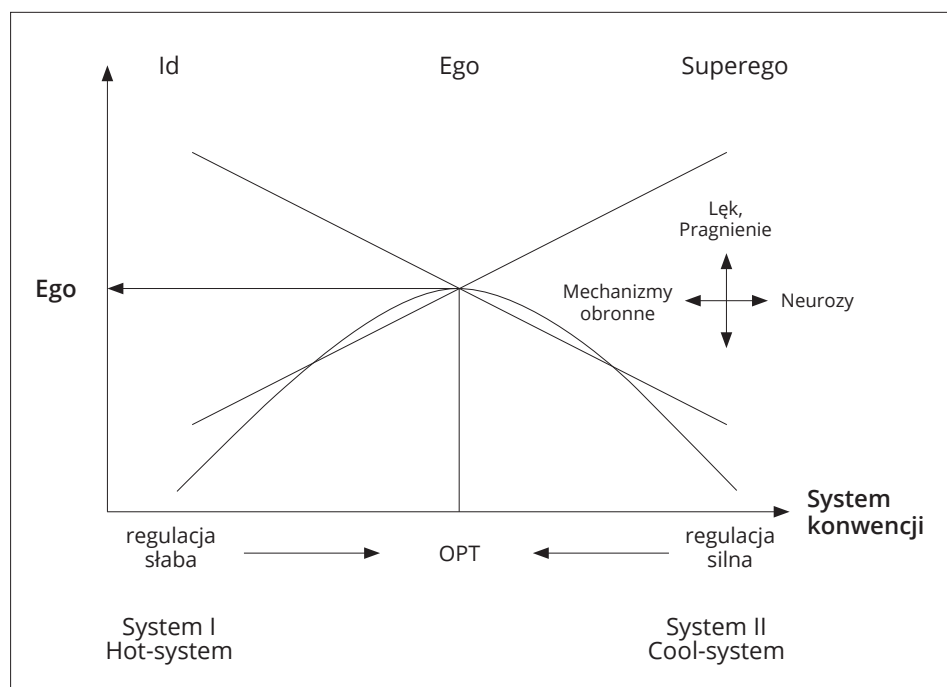 Id
Ego
Superego
Lęk,
Pragnienie
Ego
Mechanizmy
obronne
Neurozy
System
konwencji
regulacja
słaba
OPT
regulacja
silna
System I
Hot-system
System II
Cool-system